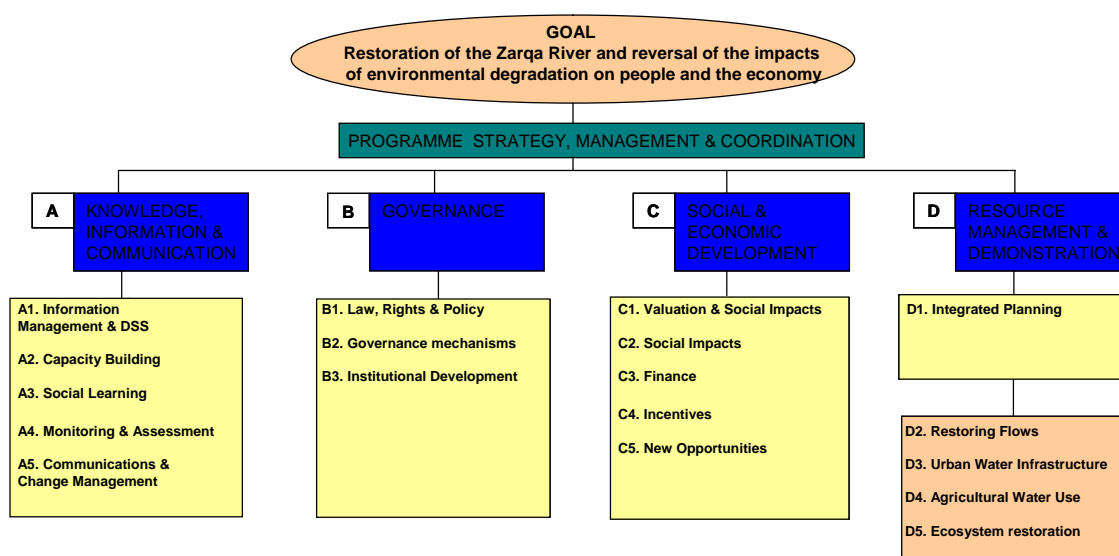 GOAL
Restoration of the Zarqa River and reversal of the impacts
of environmental degradation on people and the economy
PROGRAMME STRATEGY, MANAGEMENT & COORDINATION
A
KNOWLEDGE,
INFORMATION &
COMMUNICATION
A1. Information
Management & DSS
A2. Capacity Building
A3. Social Learning
A4. Monitoring & Assessment
A5. Communications &
Change Management
B
GOVERNANCE
B1. Law, Rights & Policy
B2. Governance mechanisms
B3. Institutional Development
C
SOCIAL &
ECONOMIC
DEVELOPMENT
C1. Valuation & Social Impacts
C2. Social Impacts
C3. Finance
C4. Incentives
C5. New Opportunities
D
RESOURCE
MANAGEMENT &
DEMONSTRATION
D1. Integrated Planning
D2. Restoring Flows
D3. Urban Water Infrastructure
D4. Agricultural Water Use
D5. Ecosystem restoration